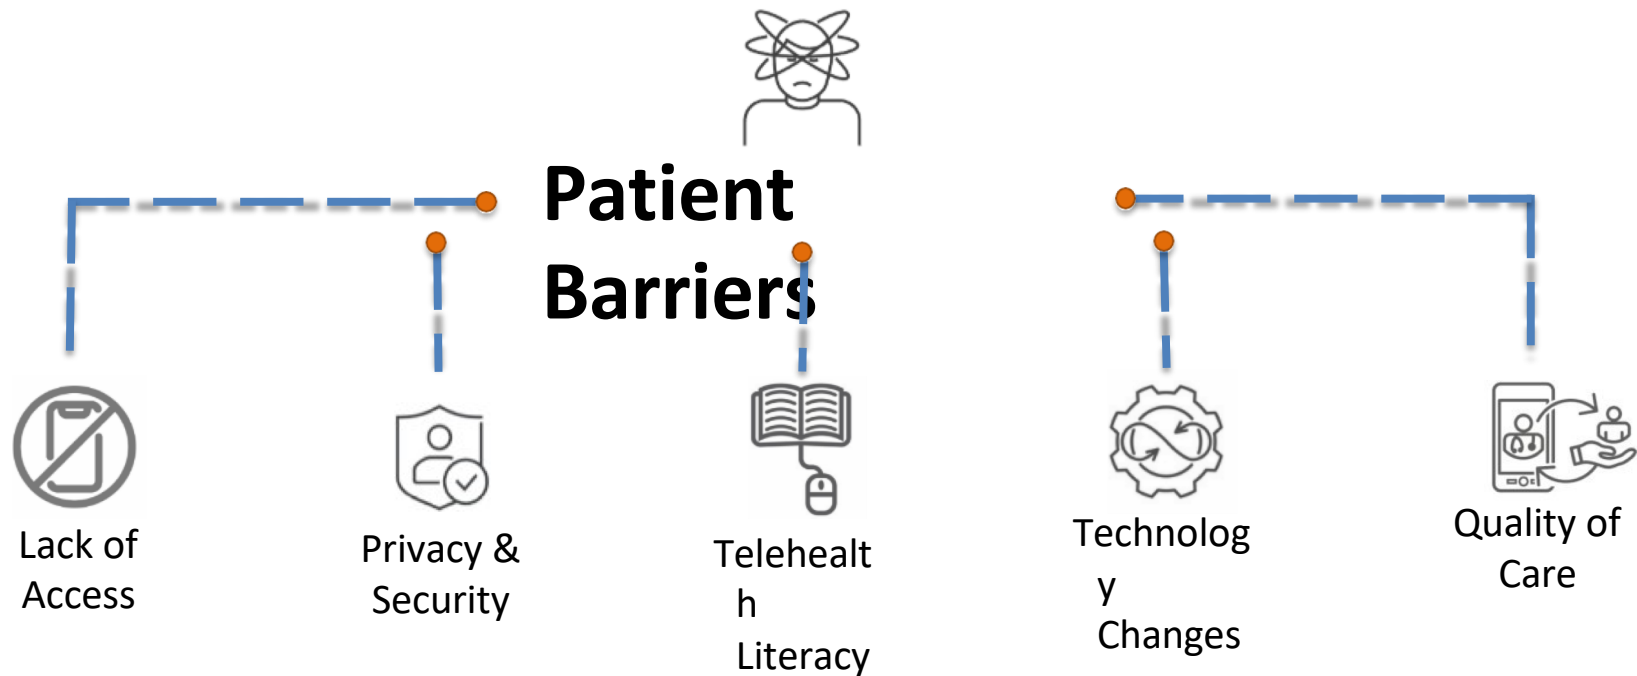 Patient
Barriers
Lack of
Access
Privacy &
Security
Telehealt
h
Literacy
Technolog
y
Changes
Quality of
Care